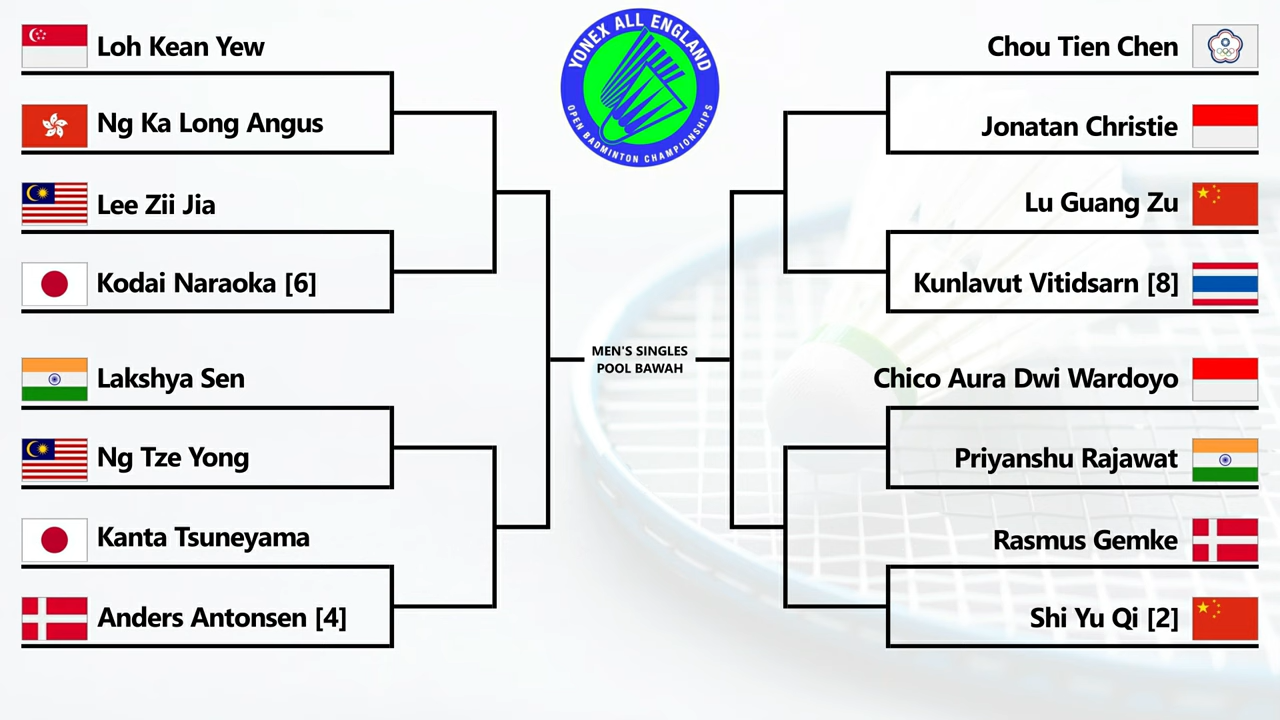 Loh Kean Yew
Ng Ka Long Angus
Lee Zii Jia
Kodai Naraoka [6]
Lakshya Sen
Ng Tze Yong
Kanta Tsuneyama
Anders Antonsen [4]
YONEX ALL ENGLAND
OPEN BADMINTON CHAMPIONSHIPS
MEN'S SINGLES
POOL BAWAH
Chou Tien Chen
Jonatan Christie
Lu Guang Zu
Kunlavut Vitidsarn [8]
Chico Aura Dwi Wardoyo
Priyanshu Rajawat
Rasmus Gemke
Shi Yu Qi [2]